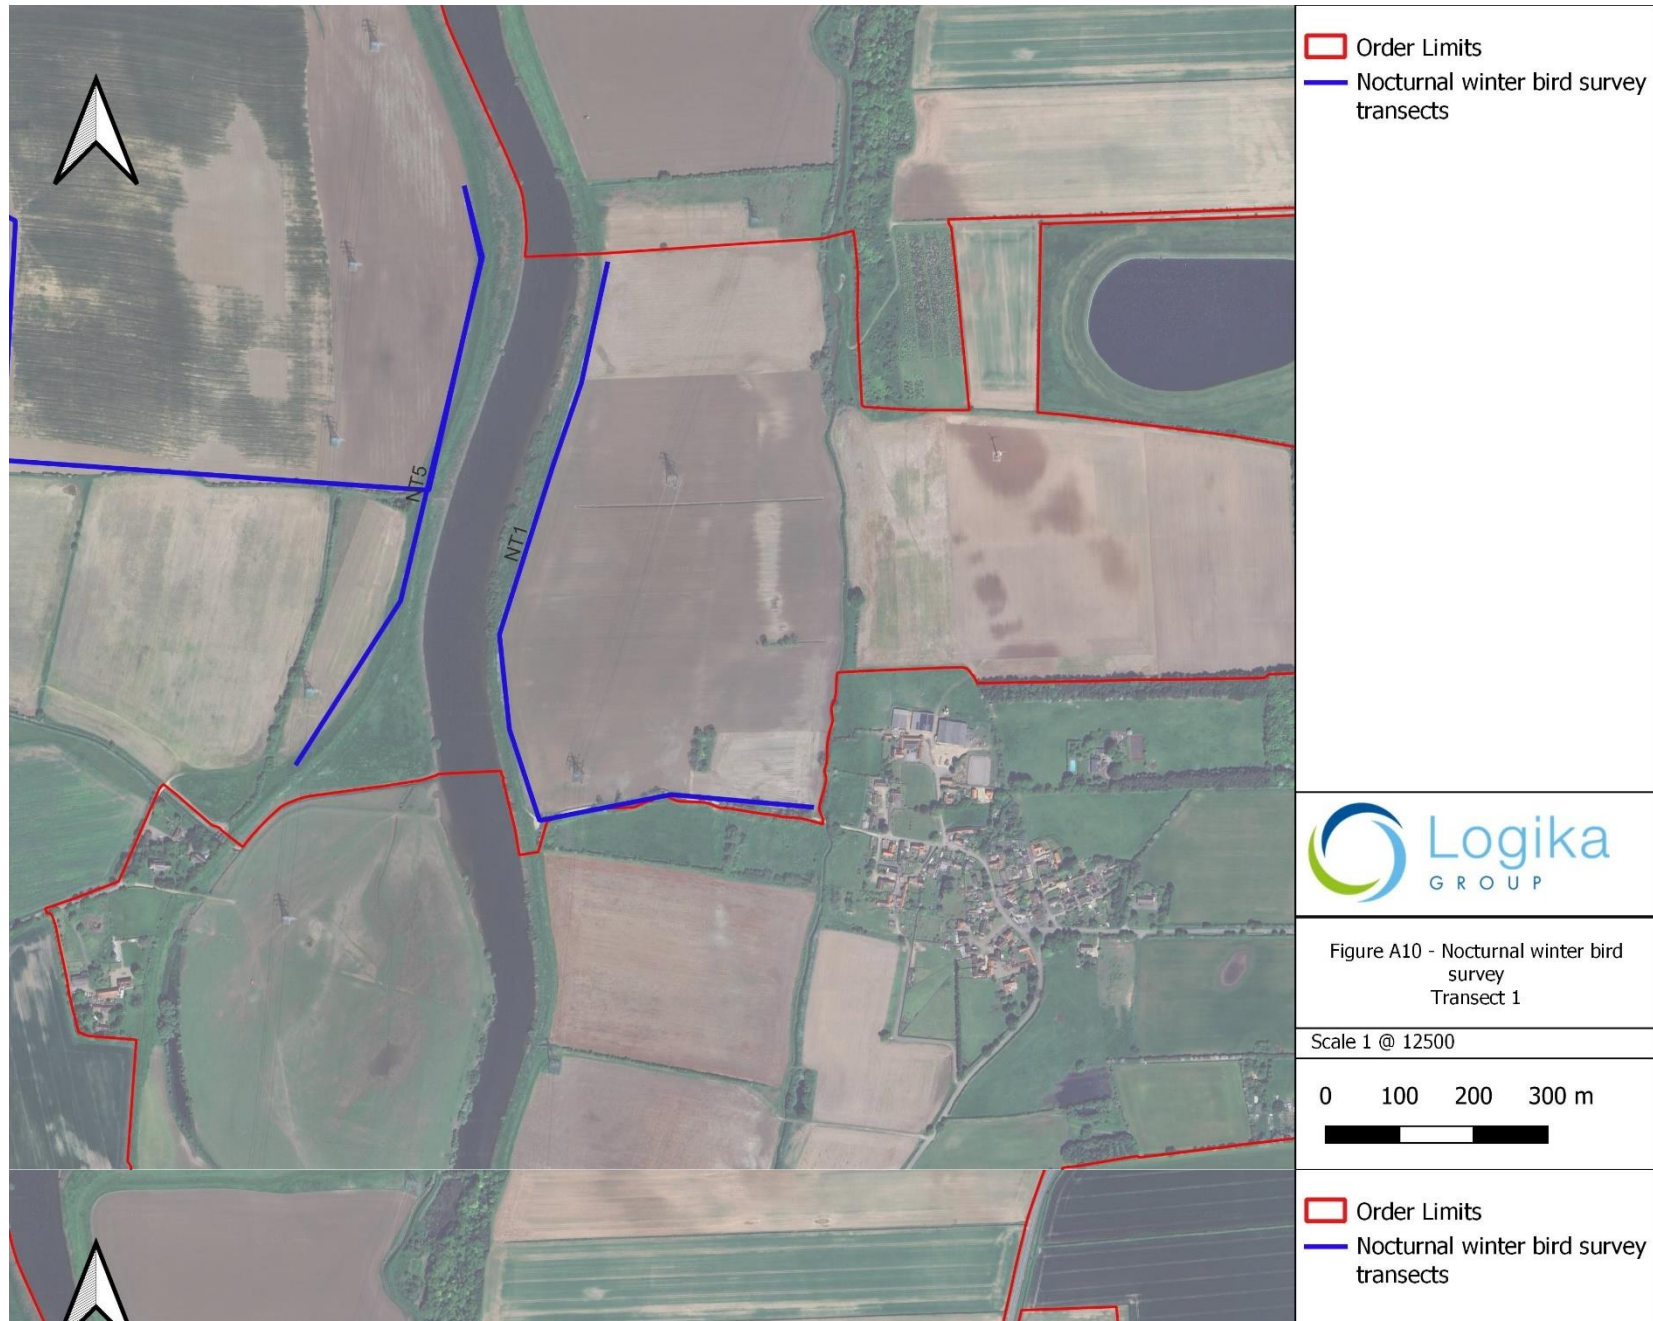 Order Limits
Nocturnal winter bird survey
transects
NT5
NT1
Logika
GROUP
Figure A10 - Nocturnal winter bird
survey
Transect 1
Scale 1 @ 12500
0 100 200 300 m
Order Limits
Nocturnal winter bird survey
transects